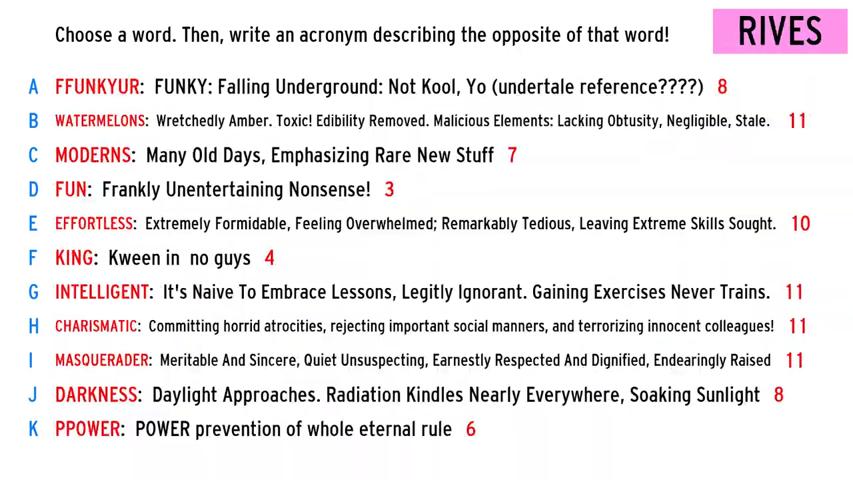 Choose a word. Then, write an acronym describing the opposite of that word!
RIVES
A FFUNKYUR: FUNKY: Falling Underground: Not Kool, Yo (undertale reference????) 8
B WATERMELONS: Wretchedly Amber. Toxic! Edibility Removed. Malicious Elements: Lacking Obtusity, Negligible, Stale. 11
C MODERNS: Many Old Days, Emphasizing Rare New Stuff 7
D FUN: Frankly Unentertaining Nonsense! 3
E EFFORTLESS: Extremely Formidable, Feeling Overwhelmed; Remarkably Tedious, Leaving Extreme Skills Sought. 10
F KING: Kween in no guys 4
G INTELLIGENT: It's Naive To Embrace Lessons, Legitly Ignorant. Gaining Exercises Never Trains. 11
H CHARISMATIC: Committing horrid atrocities, rejecting important social manners, and terrorizing innocent colleagues! 11
I MASQUERADER: Meritable And Sincere, Quiet Unsuspecting, Earnestly Respected And Dignified, Endearingly Raised 11
J DARKNESS: Daylight Approaches. Radiation Kindles Nearly Everywhere, Soaking Sunlight 8
K PPOWER: POWER prevention of whole eternal rule 6